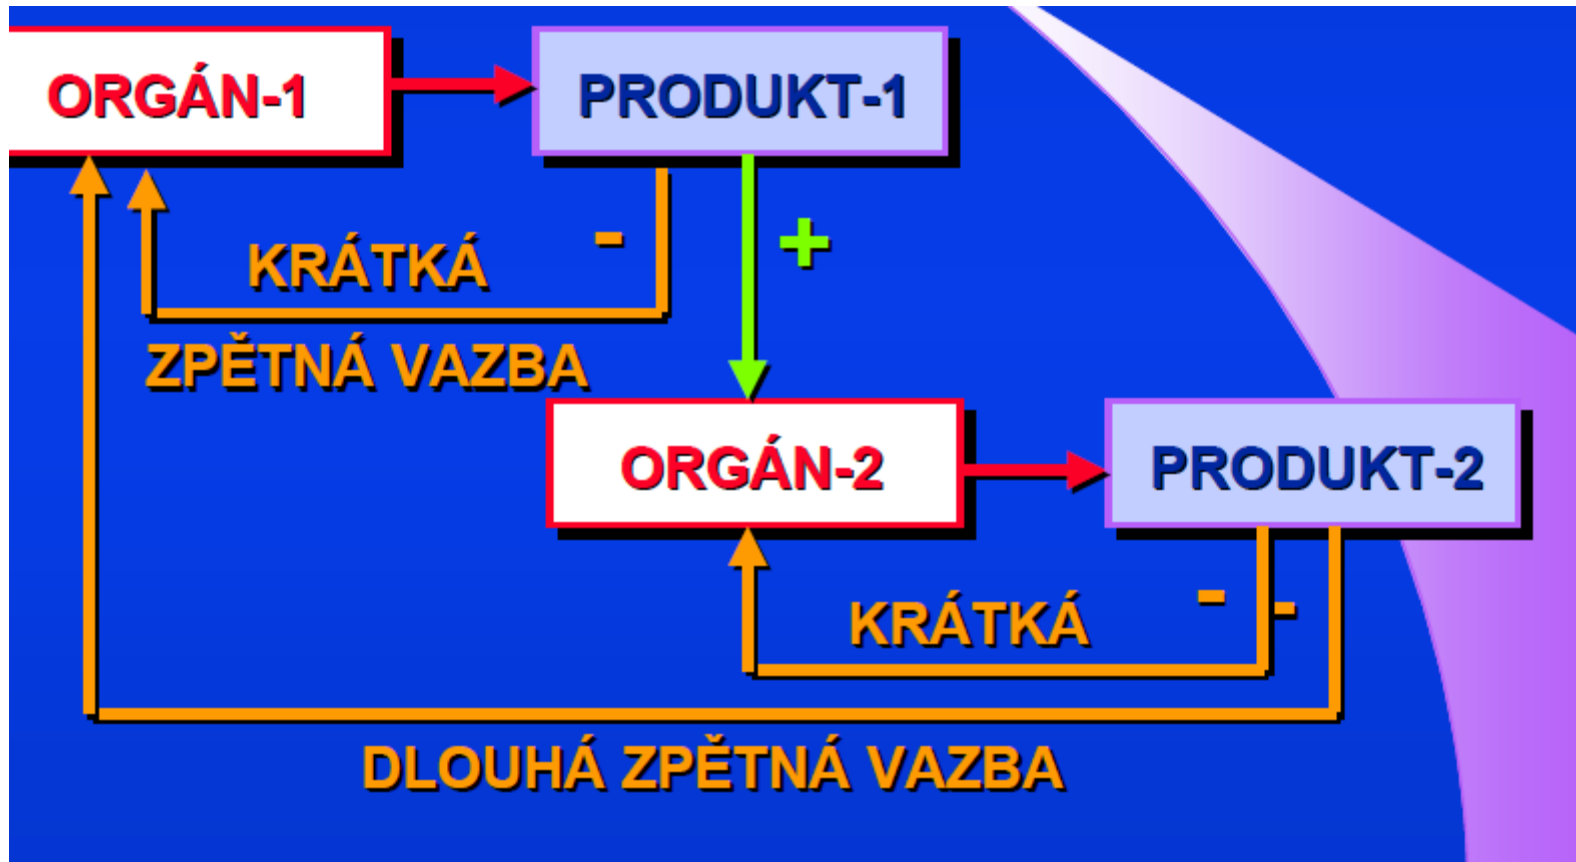 ORGÁN-1
PRODUKT-1
-
+
KRÁTKÁ
ZPĚTNÁ VAZBA
ORGÁN-2
PRODUKT-2
- -
KRÁTKÁ
DLOUHÁ ZPĚTNÁ VAZBA